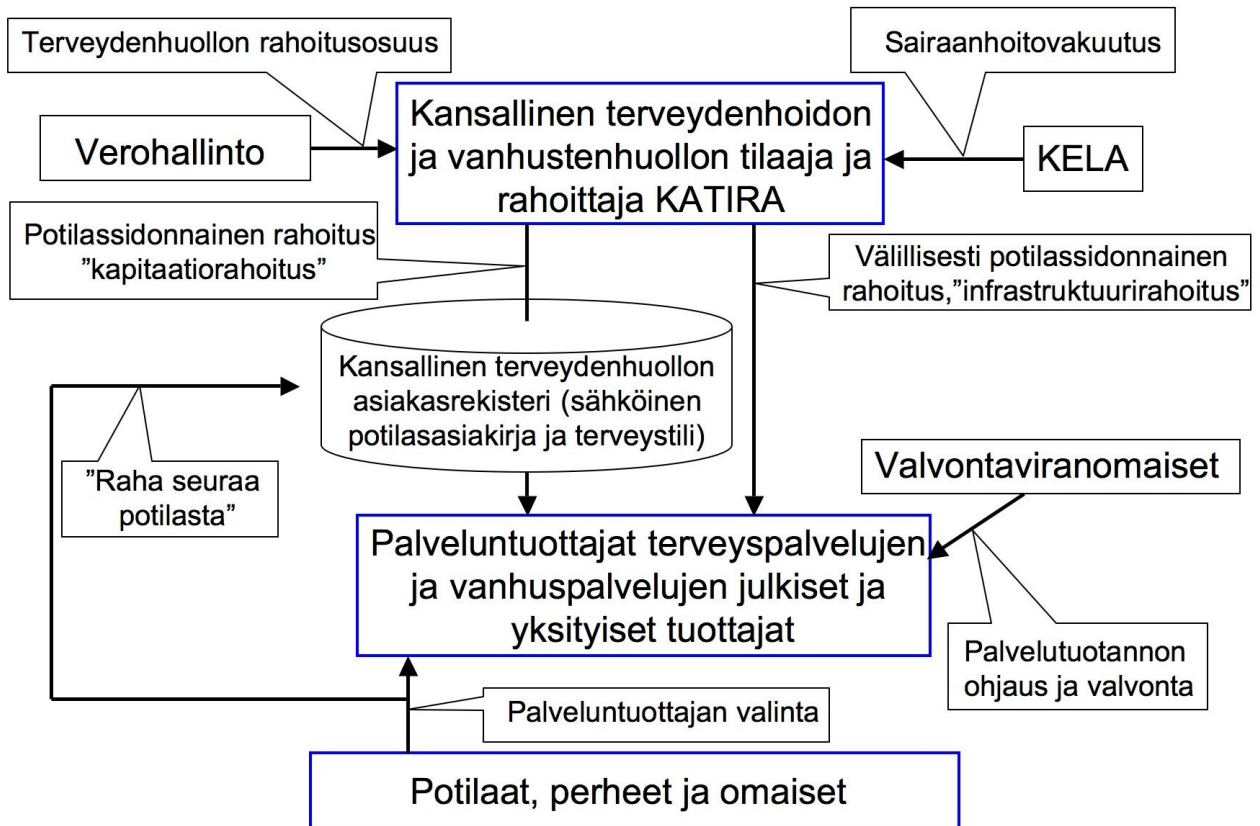 Terveydenhuollon rahoitusosuus
Sairaanhoitovakuutus
Kansallinen terveydenhoidon
ja vanhustenhuollon tilaaja ja
rahoittaja KATIRA
Verohallinto
KELA
Potilassidonnainen rahoitus
”kapitaatiorahoitus”
Välillisesti potilassidonnainen
rahoitus,”infrastruktuurirahoitus”
Kansallinen terveydenhuollon
asiakasrekisteri (sähköinen
potilasasiakirja ja terveystili)
”Raha seuraa
potilasta”
Valvontaviranomaiset
Palveluntuottajat terveyspalvelujen
ja vanhuspalvelujen julkiset ja
yksityiset tuottajat
Palvelutuotannon
ohjaus ja valvonta
Palveluntuottajan valinta
Potilaat, perheet ja omaiset